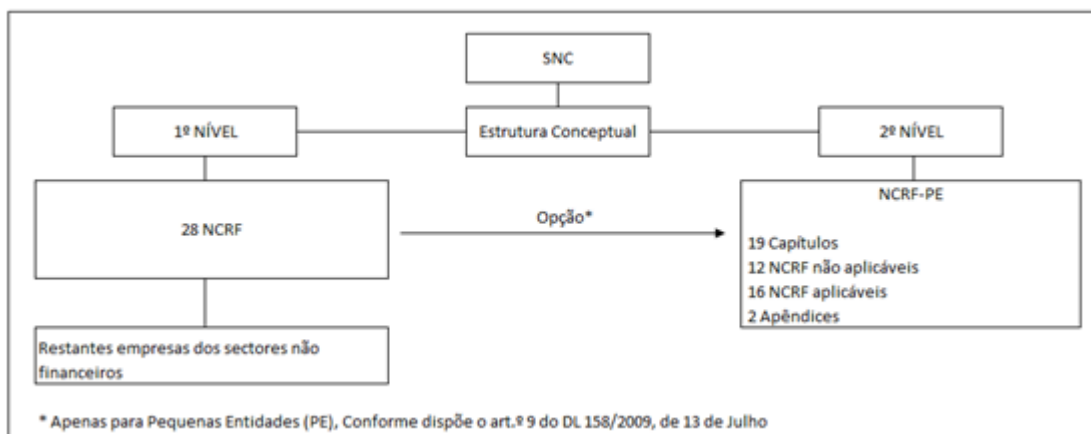 SNC
1º NÍVEL
Estrutura Conceptual
2º NÍVEL
28 NCRF
Opção*
NCRF-PE
19 Capítulos
12 NCRF não aplicáveis
16 NCRF aplicáveis
2 Apêndices
Restantes empresas dos sectores não
financeiros
* Apenas para Pequenas Entidades (PE), Conforme dispõe o art.º 9 do DL 158/2009, de 13 de Julho